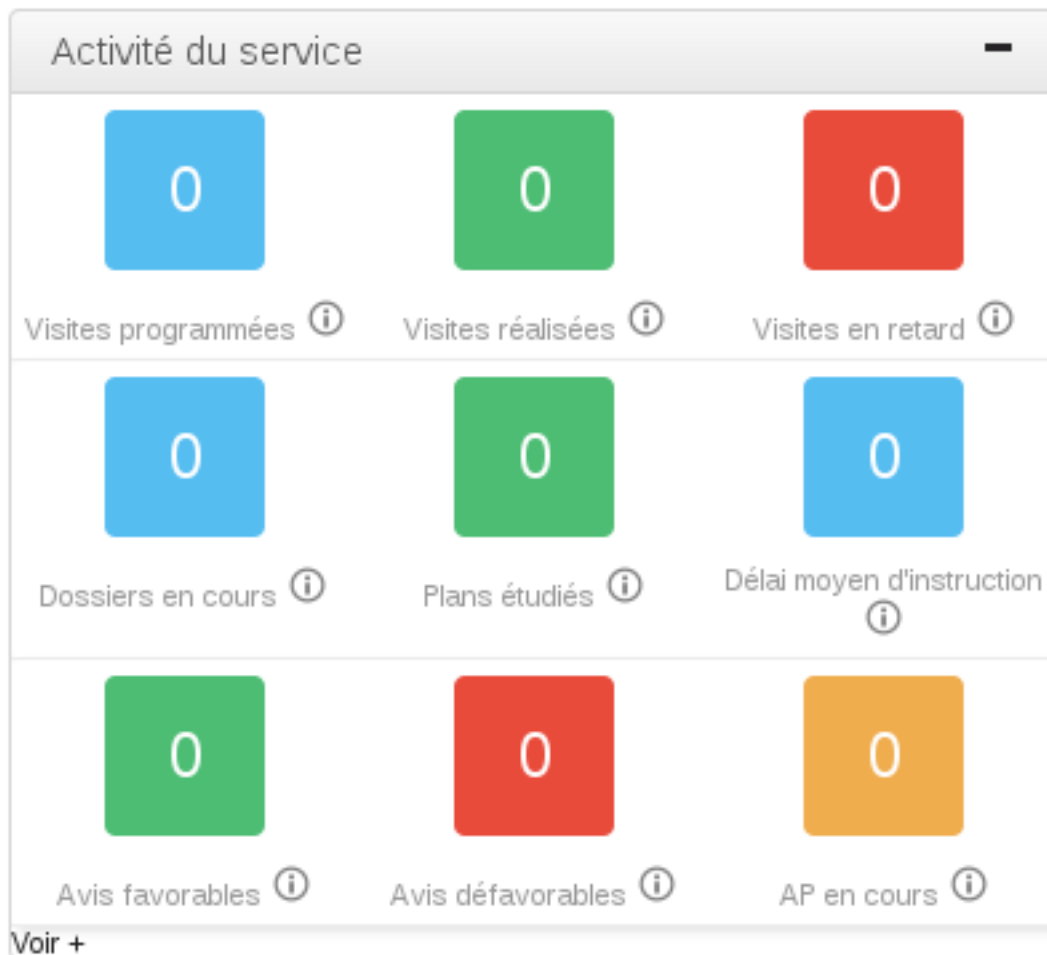 Activité du service
0 0 0
Visites programmées Visites réalisées Visites en retard
0 0 0
Dossiers en cours Plans étudiés Délai moyen d'instruction
0 0 0
Avis favorables Avis défavorables AP en cours
Voir +